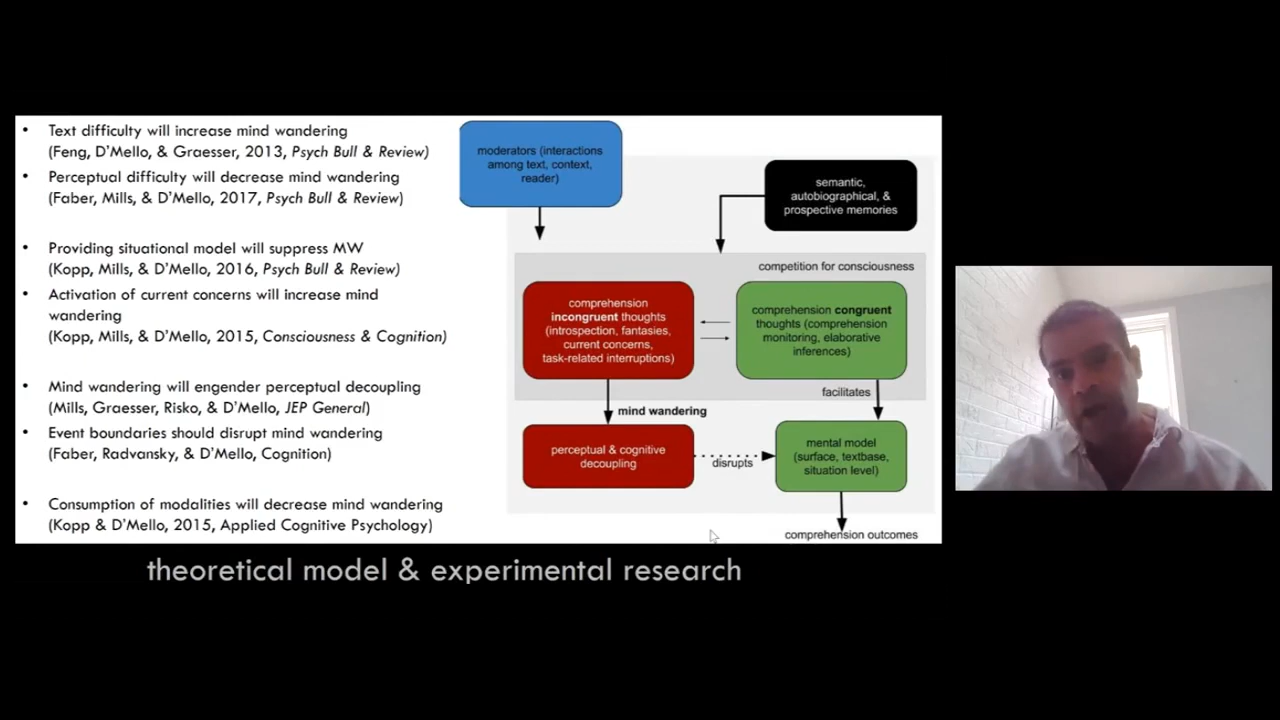 • Text difficulty will increase mind wandering
(Feng, D'Mello, & Graesser, 2013, Psych Bull & Review)
• Perceptual difficulty will decrease mind wandering
(Faber, Mills, & D'Mello, 2017, Psych Bull & Review)
• Providing situational model will suppress MW
(Kopp, Mills, & D'Mello, 2016, Psych Bull & Review)
• Activation of current concerns will increase mind
wandering
(Kopp, Mills, & D'Mello, 2015, Consciousness & Cognition)
• Mind wandering will engender perceptual decoupling
(Mills, Graesser, Risko, & D'Mello, JEP General)
• Event boundaries should disrupt mind wandering
(Faber, Radvansky, & D'Mello, Cognition)
• Consumption of modalities will decrease mind wandering
(Kopp & D'Mello, 2015, Applied Cognitive Psychology)
moderators (interactions
among text, context,
reader)
semantic,
autobiographical, &
prospective memories
competition for consciousness
comprehension
incongruent thoughts
(introspection, fantasies,
current concerns,
task-related interruptions)
comprehension congruent
thoughts (comprehension
monitoring, elaborative
inferences)
facilitates
mind wandering
perceptual & cognitive
decoupling
disrupts
mental model
(surface, textbase,
situation level)
comprehension outcomes
theoretical model & experimental research